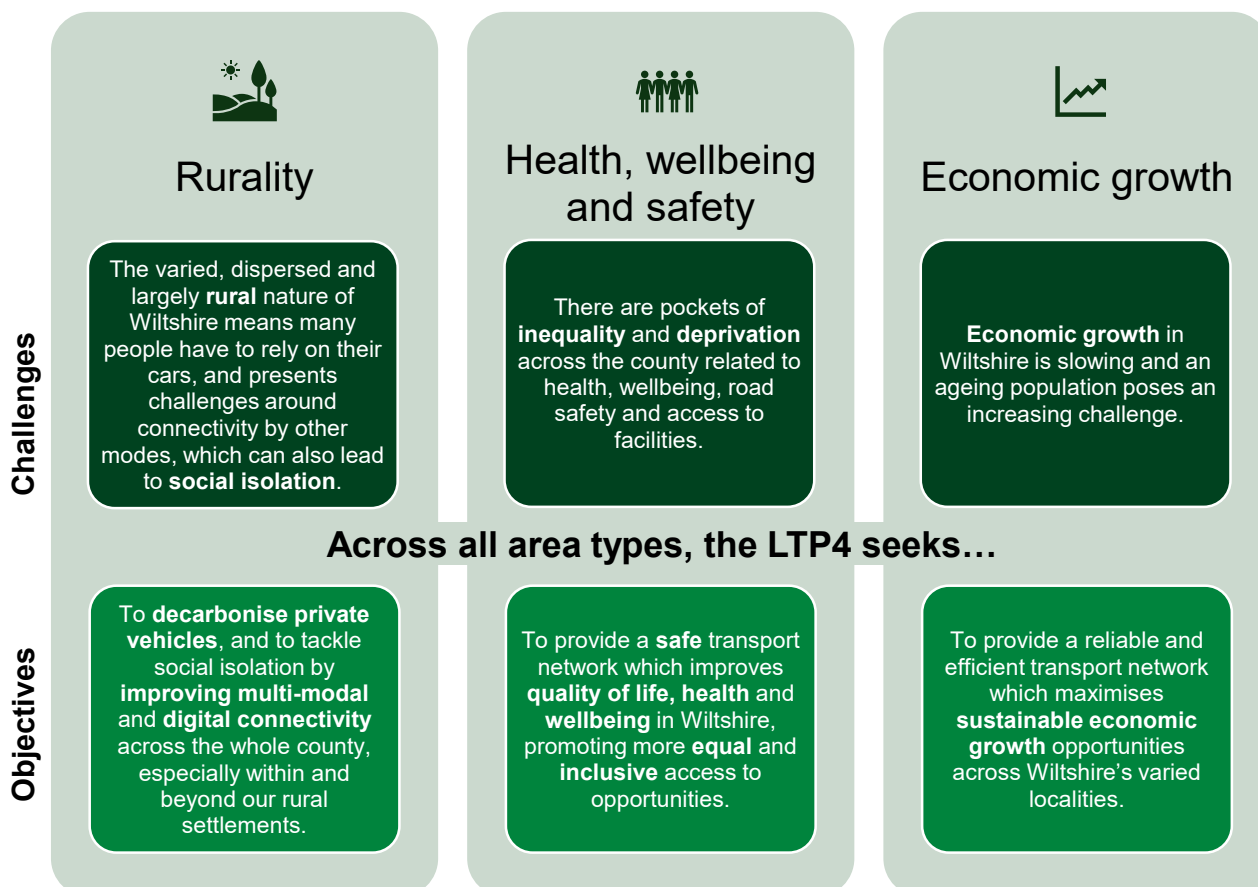 Rurality
Health, wellbeing
and safety
Economic growth
Challenges
The varied, dispersed and
largely rural nature of
Wiltshire means many
people have to rely on their
cars, and presents
challenges around
connectivity by other
modes, which can also lead
to social isolation.
There are pockets of
inequality and deprivation
across the county related to
health, wellbeing, road
safety and access to
facilities.
Economic growth in
Wiltshire is slowing and an
ageing population poses an
increasing challenge.
Across all area types, the LTP4 seeks…
Objectives
To decarbonise private
vehicles, and to tackle
social isolation by
improving multi-modal
and digital connectivity
across the whole county,
especially within and
beyond our rural
settlements.
To provide a safe transport
network which improves
quality of life, health and
wellbeing in Wiltshire,
promoting more equal and
inclusive access to
opportunities.
To provide a reliable and
efficient transport network
which maximises
sustainable economic
growth opportunities
across Wiltshire’s varied
localities.